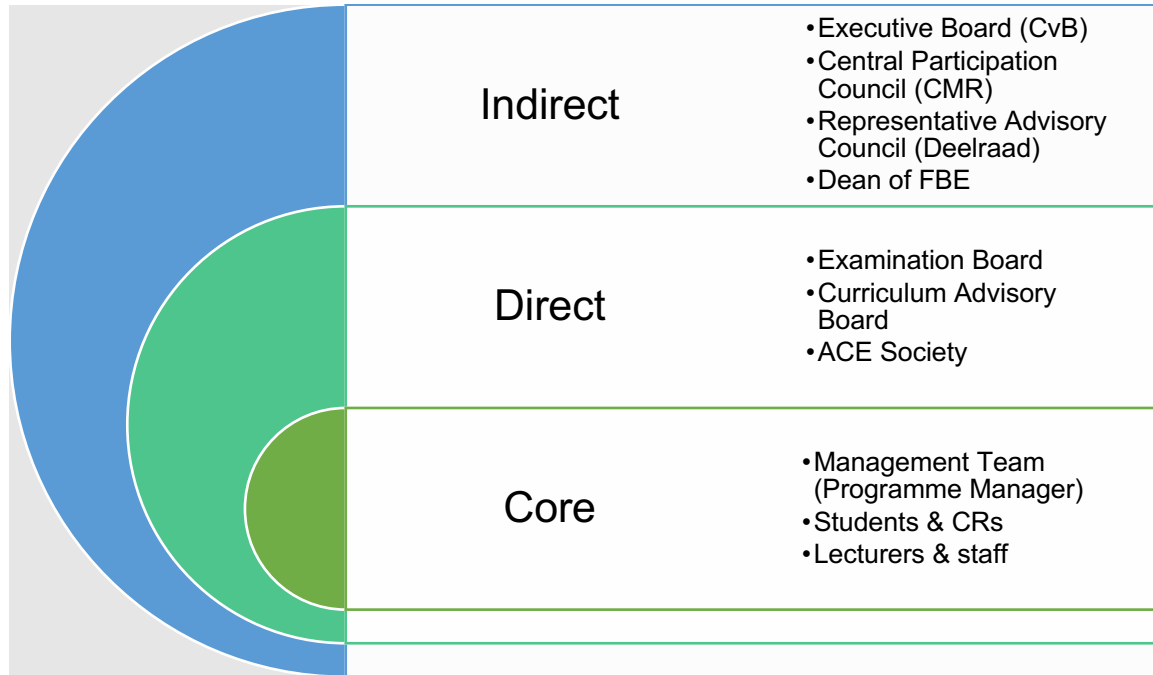 Indirect
•Executive Board (CvB)
•Central Participation
Council (CMR)
•Representative Advisory
Council (Deelraad)
•Dean of FBE
Direct
•Examination Board
•Curriculum Advisory
Board
•ACE Society
Core
•Management Team
(Programme Manager)
•Students & CRs
•Lecturers & staff